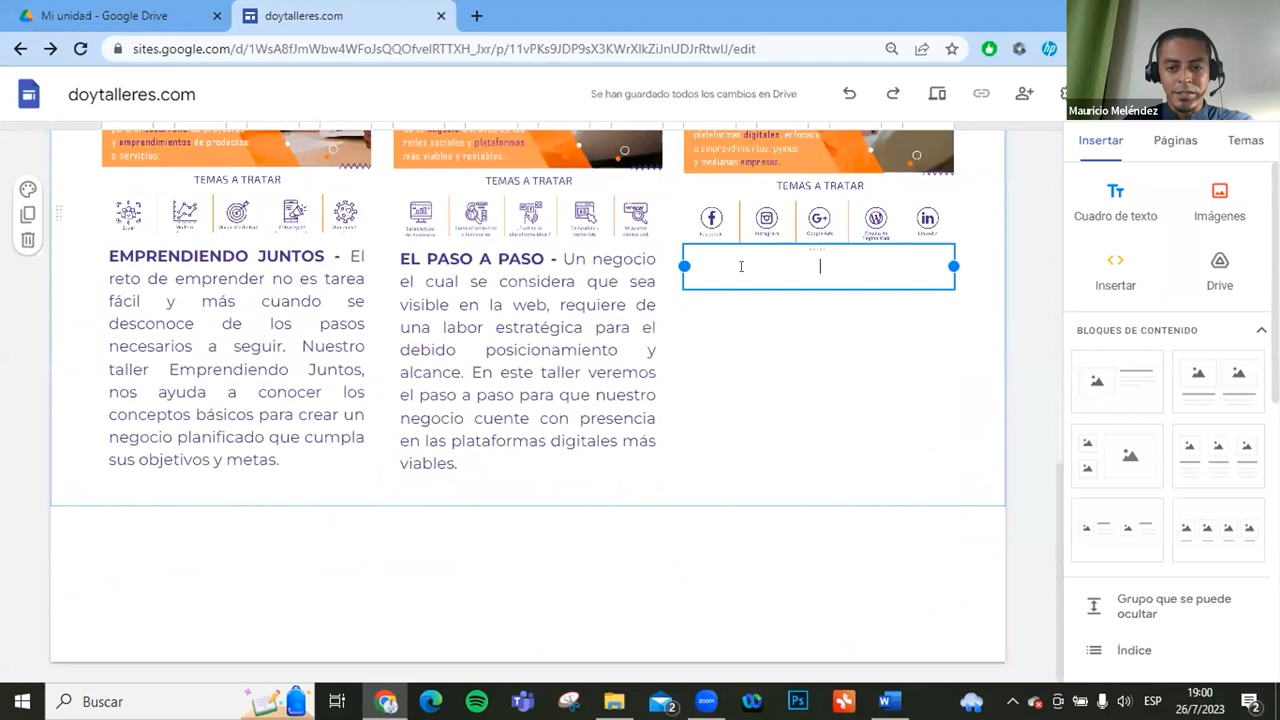 Mi unidad - Google Drive
doytalleres.com
sites.google.com/d/1WsA8fJmWbw4WFoJsQQOfvelRTTXH_Jxr/p/11vPKs9JDP9sX3KWrXlkZiJnUDJrRtwIJ/edit
doytalleres.com
Se han guardado todos los cambios en Drive
Mauricio Meléndez
Insertar
Páginas
Temas
Cuadro de texto
Imágenes
Insertar
Drive
BLOQUES DE CONTENIDO
Grupo que se puede
ocultar
Índice
emprendimientos de productos
o servicios.
redes sociales y plataformas
más viables y rentables.
plataformas digitales, enfocado
a emprendimientos, pymes
y medianas empresas.
TEMAS A TRATAR
TEMAS A TRATAR
TEMAS A TRATAR
Facebook
Instagram
Google Ads
Linkedin
EMPRENDIENDO JUNTOS - El
reto de emprender no es tarea
fácil y más cuando se
desconoce de los pasos
necesarios a seguir. Nuestro
taller Emprendiendo Juntos,
nos ayuda a conocer los
conceptos básicos para crear un
negocio planificado que cumpla
sus objetivos y metas.
EL PASO A PASO - Un negocio
el cual se considera que sea
visible en la web, requiere de
una labor estratégica para el
debido posicionamiento y
alcance. En este taller veremos
el paso a paso para que nuestro
negocio cuente con presencia
en las plataformas digitales más
viables.
Buscar
2
ESP
19:00
26/7/2023
2